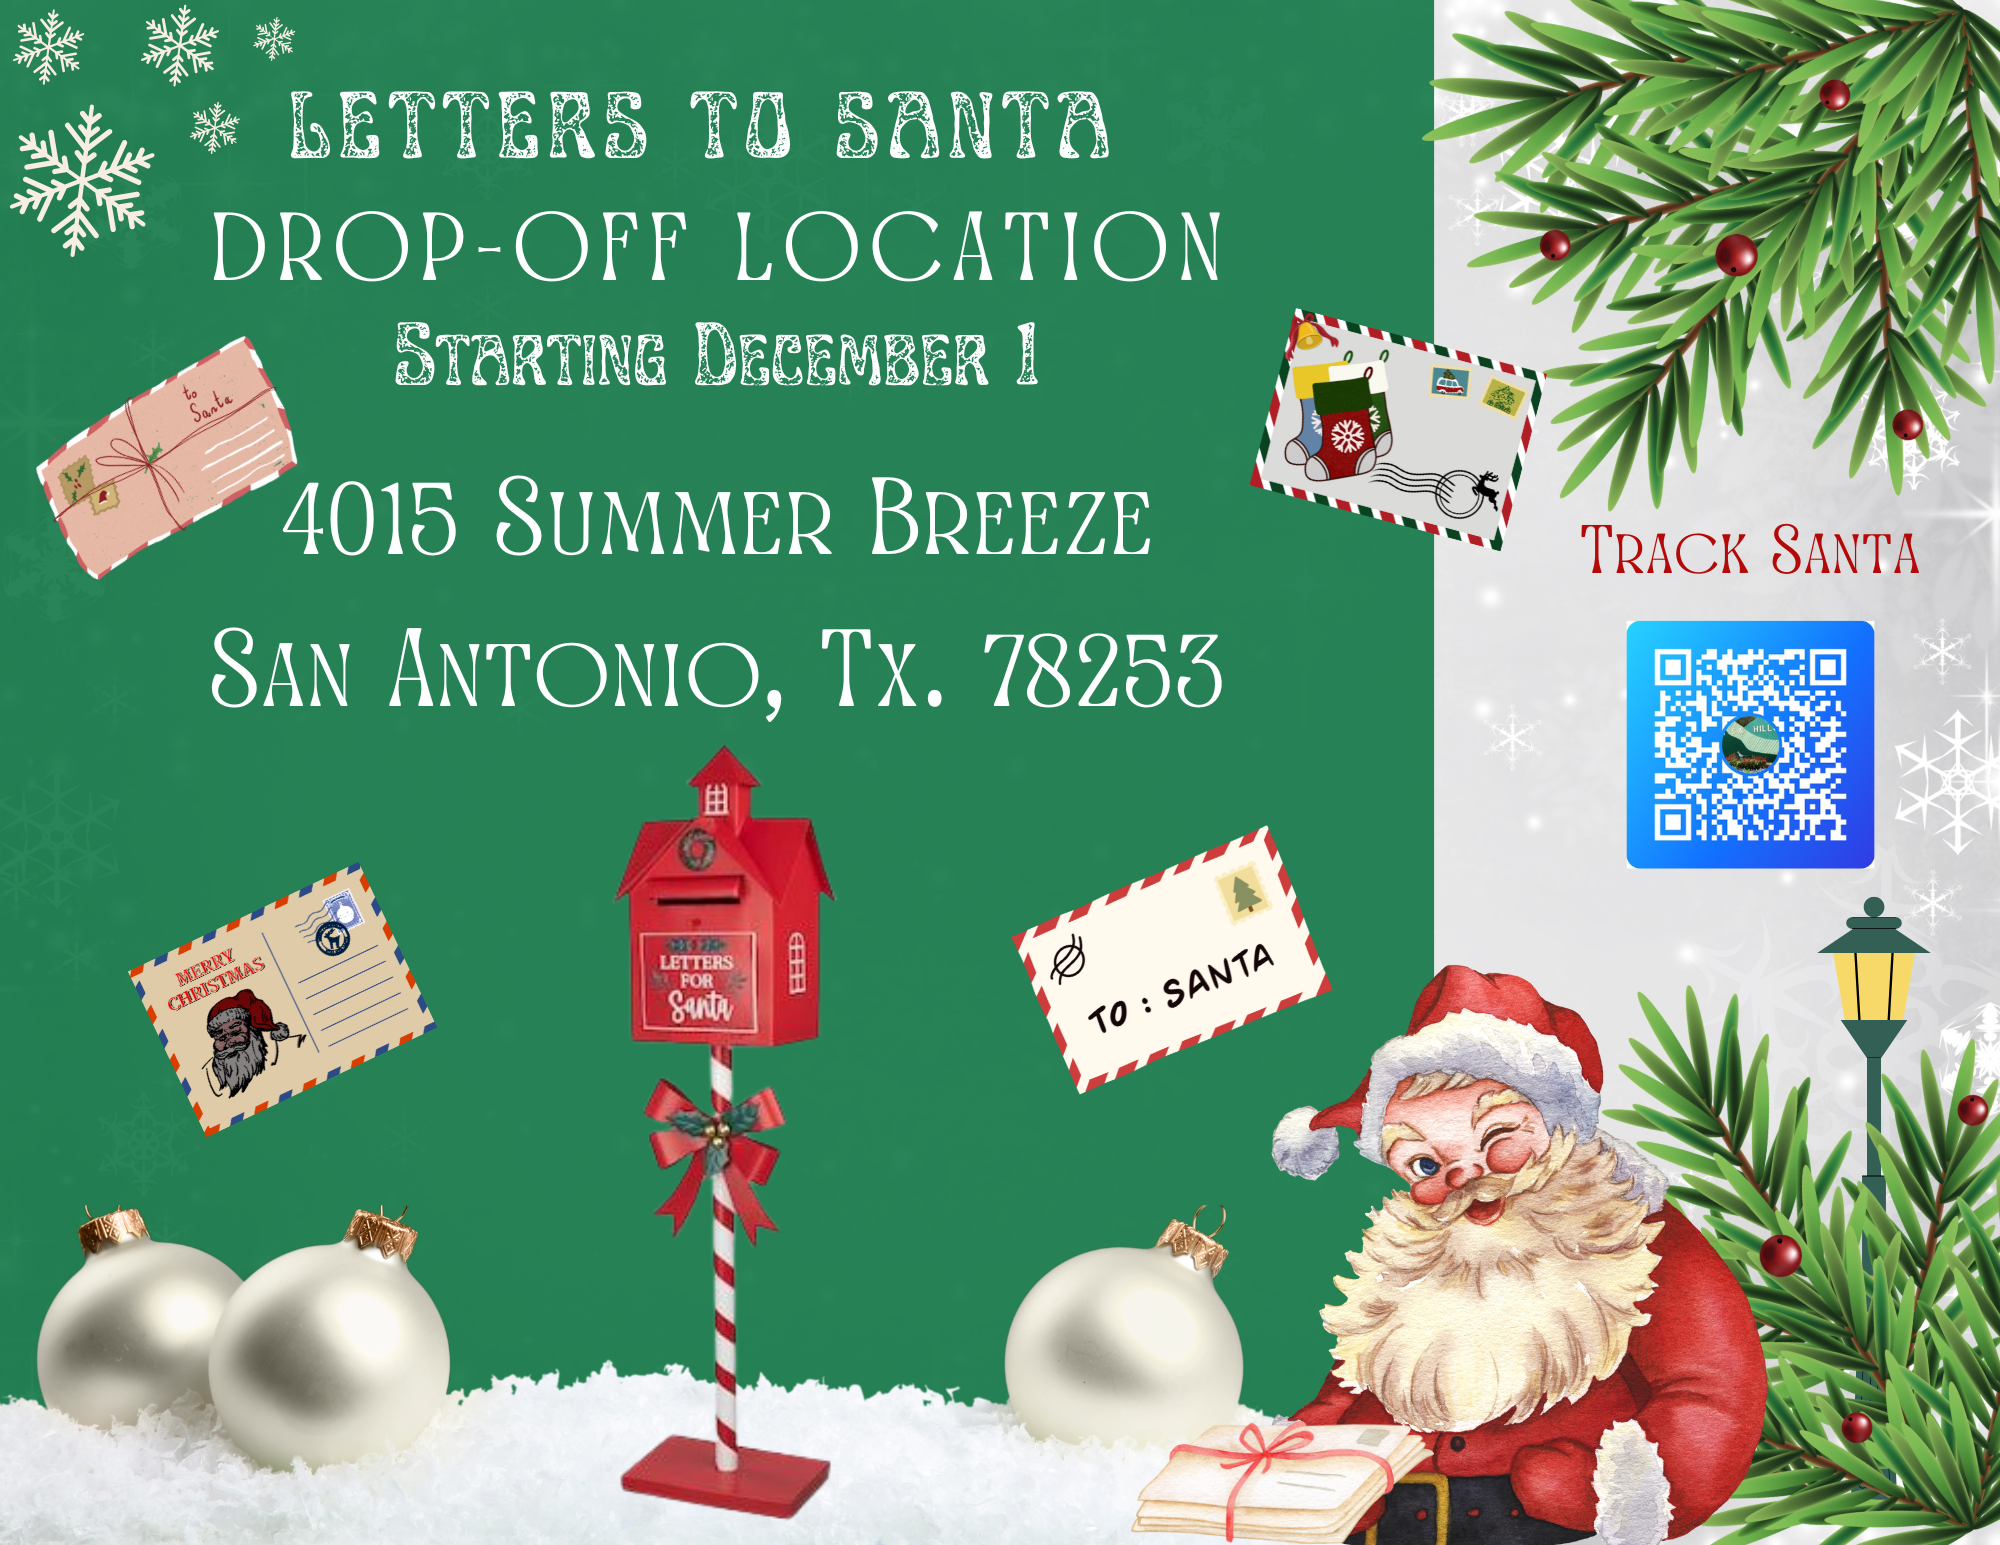 LETTERS TO SANTA
DROP-OFF LOCATION
STARTING DECEMBER 1
to
Santa
4015 SUMMER BREEZE
SAN ANTONIO, TX. 78253
TRACK SANTA
HILL
LETTERS
FOR
Santa
MERRY
CHRISTMAS
TO : SANTA